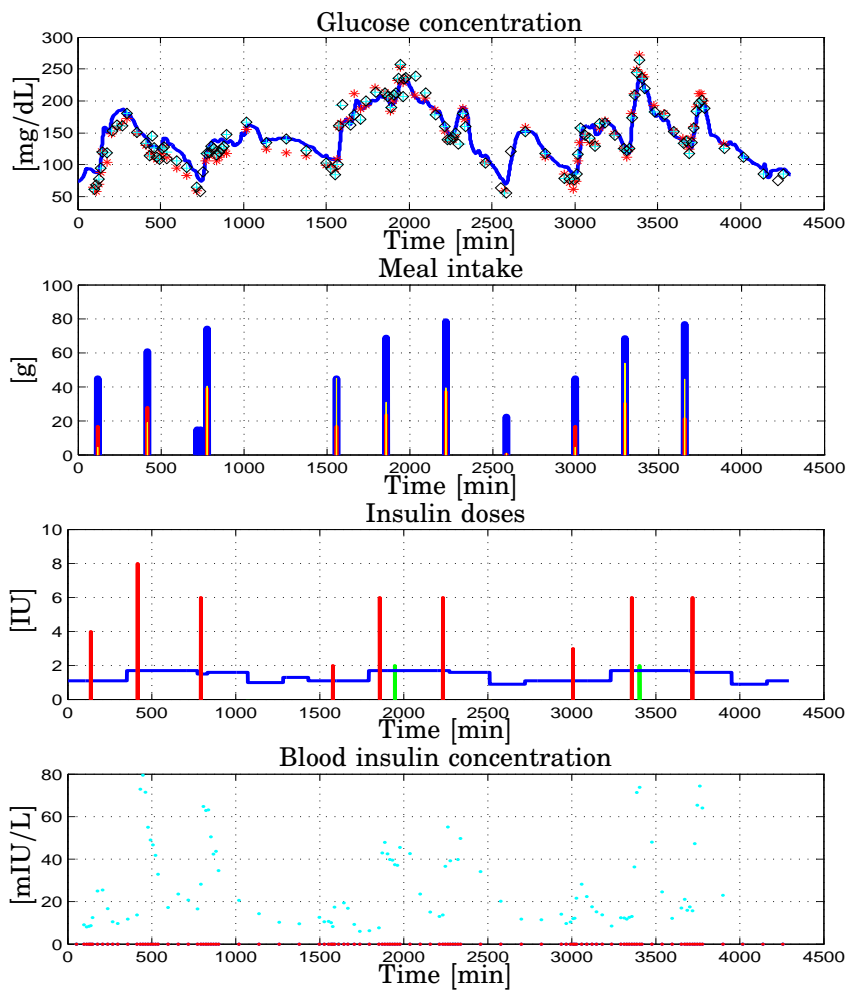 Glucose concentration
300
250
200
150
100
50
[mg/dL]
0 500 1000 1500 2000 2500 3000 3500 4000 4500
Time [min]
Meal intake
100
80
60
40
20
0
[g]
0 500 1000 1500 2000 2500 3000 3500 4000 4500
Time [min]
Insulin doses
10
8
6
4
2
0
[IU]
0 500 1000 1500 2000 2500 3000 3500 4000 4500
Time [min]
Blood insulin concentration
80
60
40
20
0
[mIU/L]
0 500 1000 1500 2000 2500 3000 3500 4000 4500
Time [min]